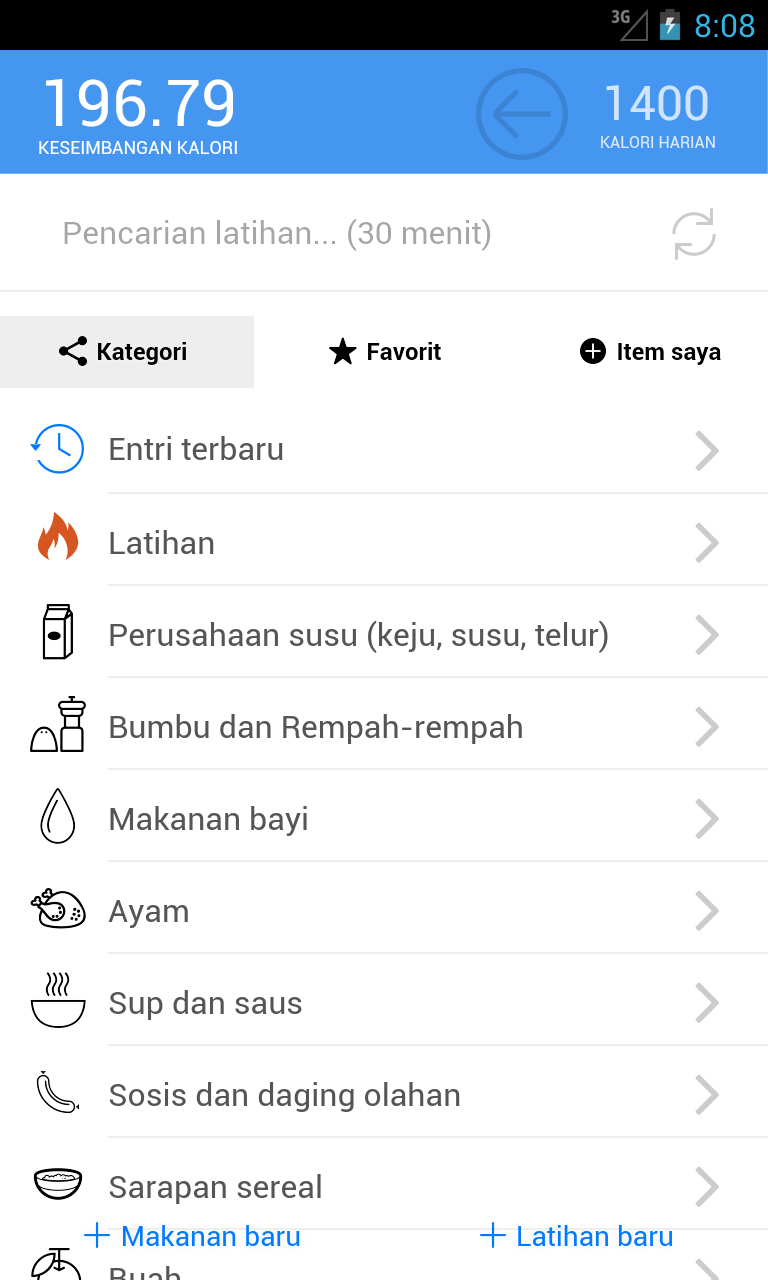 3G 8:08
196.79 1400
KESEIMBANGAN KALORI KALORI HARIAN
Pencarian latihan... (30 menit)
Kategori Favorit Item saya
Entri terbaru
Latihan
Perusahaan susu (keju, susu, telur)
Bumbu dan Rempah-rempah
Makanan bayi
Ayam
Sup dan saus
Sosis dan daging olahan
Sarapan sereal
Makanan baru Latihan baru
Buah